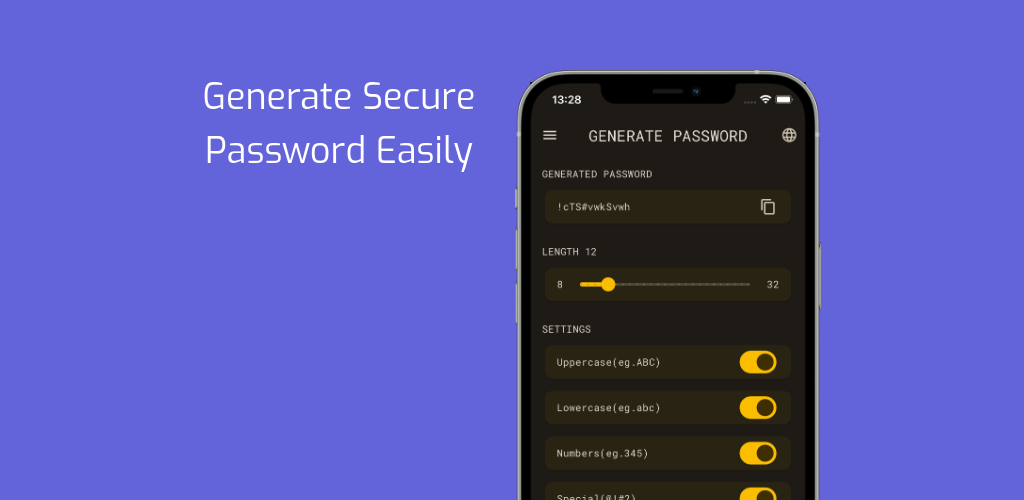 Generate Secure
Password Easily
13:28
GENERATE PASSWORD
GENERATED PASSWORD
!cTS#vwkSvwh
LENGTH 12
8 32
SETTINGS
Uppercase(eg.ABC)
Lowercase(eg.abc)
Numbers(eg.345)
Special(@!#?)